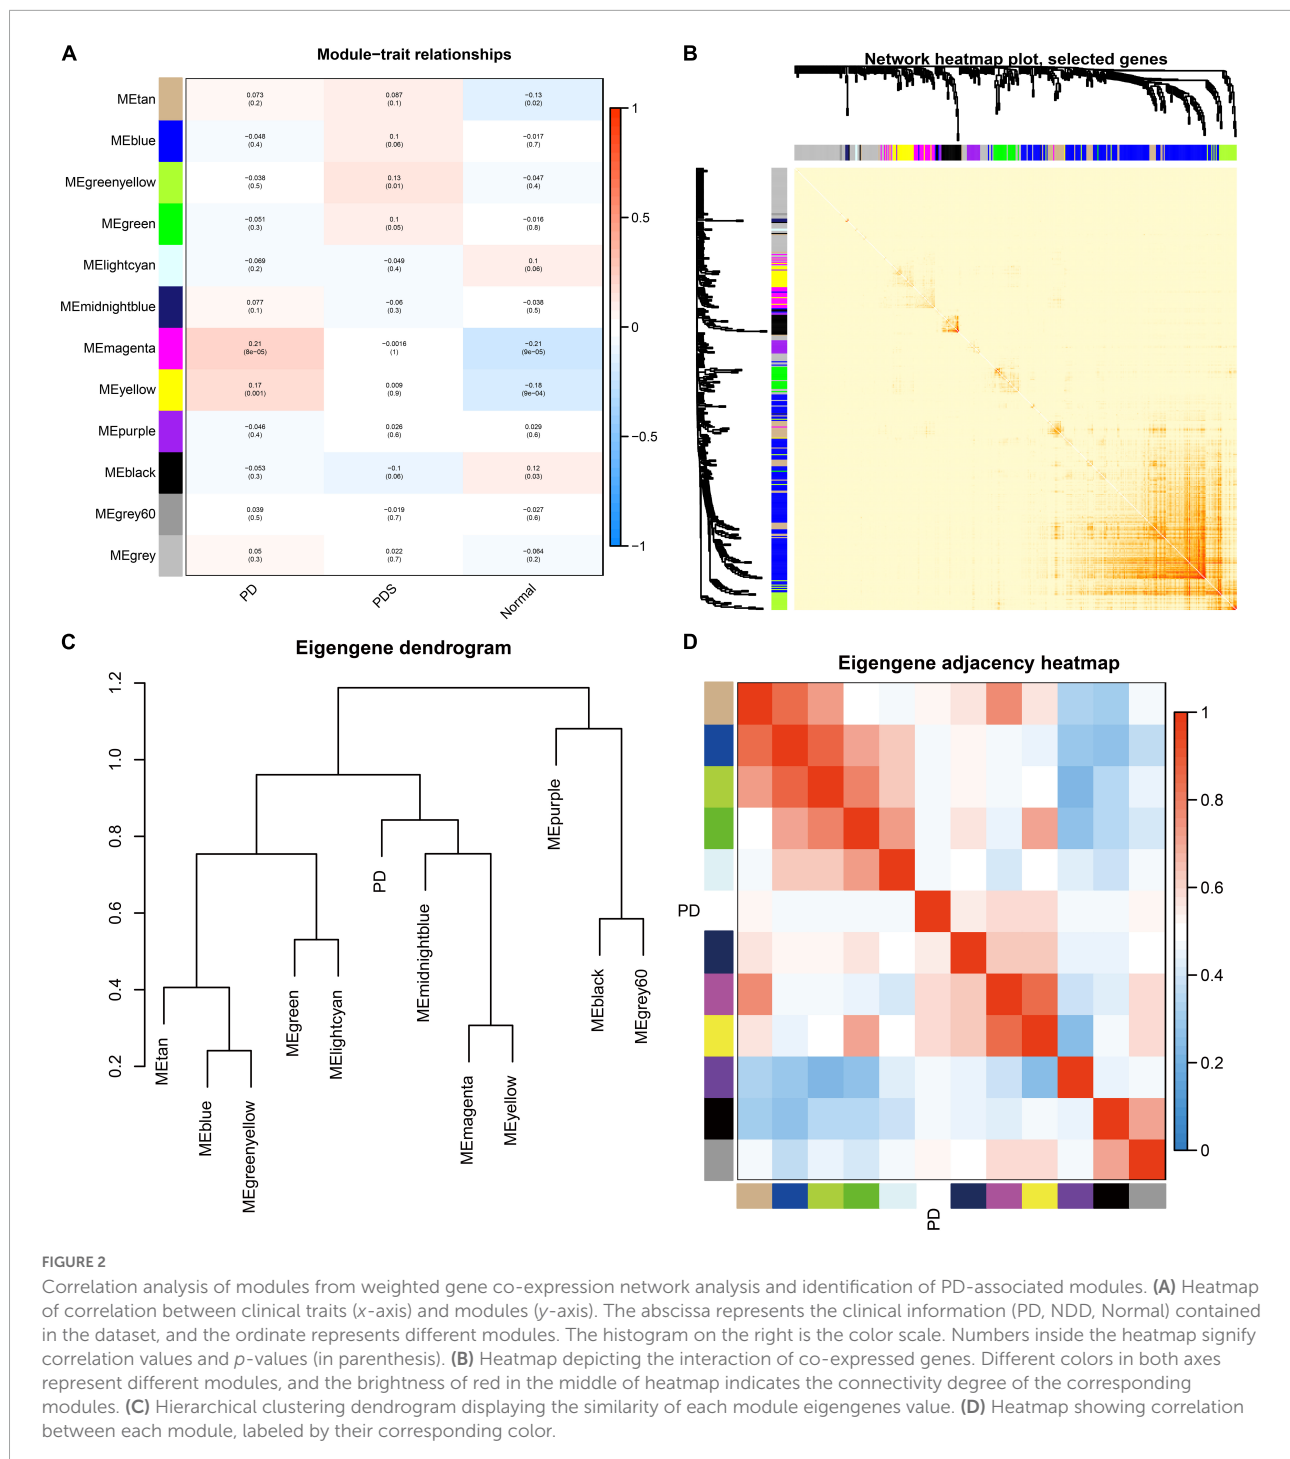 A
Module−trait relationships
MEtan
0.073
(0.2)
0.087
(0.1)
−0.13
(0.02)
MEblue
−0.048
(0.4)
0.1
(0.06)
−0.017
(0.7)
MEgreenyellow
−0.038
(0.5)
0.13
(0.01)
−0.047
(0.4)
MEgreen
−0.051
(0.3)
0.1
(0.05)
−0.016
(0.8)
MElightcyan
−0.069
(0.2)
−0.049
(0.4)
0.1
(0.06)
MEmidnightblue
0.077
(0.1)
−0.06
(0.3)
−0.038
(0.5)
MEmagenta
0.21
(8e−05)
−0.0016
(1)
−0.21
(9e−05)
MEyellow
0.17
(0.001)
0.009
(0.9)
−0.18
(9e−04)
MEpurple
−0.046
(0.4)
0.026
(0.6)
0.029
(0.6)
MEblack
−0.053
(0.3)
−0.1
(0.06)
0.12
(0.03)
MEgrey60
0.039
(0.5)
−0.019
(0.7)
−0.027
(0.6)
MEgrey
0.05
(0.3)
0.022
(0.7)
−0.064
(0.2)
PD
PDS
Normal
1
0.5
0
−0.5
−1
B
Network heatmap plot, selected genes
C
Eigengene dendrogram
1.2
1.0
0.8
0.6
0.4
0.2
MEtan
MEblue
MEgreenyellow
MEgreen
MElightcyan
PD
MEmidnightblue
MEmagenta
MEyellow
MEpurple
MEblack
MEgrey60
D
Eigengene adjacency heatmap
PD
PD
1
0.8
0.6
0.4
0.2
0
FIGURE 2
Correlation analysis of modules from weighted gene co-expression network analysis and identification of PD-associated modules. (A) Heatmap
of correlation between clinical traits (x-axis) and modules (y-axis). The abscissa represents the clinical information (PD, NDD, Normal) contained
in the dataset, and the ordinate represents different modules. The histogram on the right is the color scale. Numbers inside the heatmap signify
correlation values and p-values (in parenthesis). (B) Heatmap depicting the interaction of co-expressed genes. Different colors in both axes
represent different modules, and the brightness of red in the middle of heatmap indicates the connectivity degree of the corresponding
modules. (C) Hierarchical clustering dendrogram displaying the similarity of each module eigengenes value. (D) Heatmap showing correlation
between each module, labeled by their corresponding color.